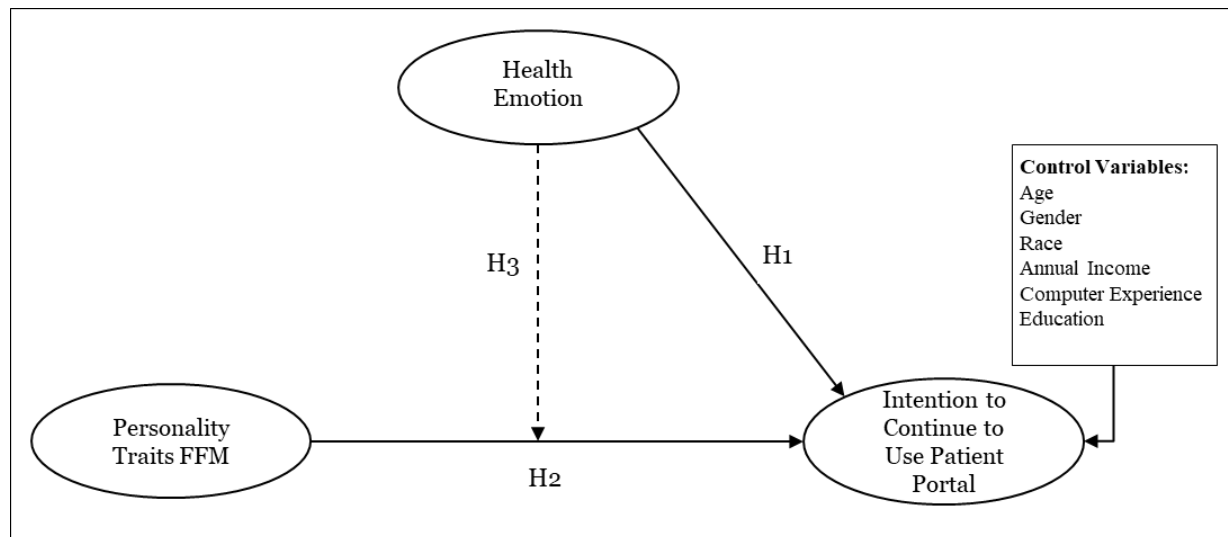 Health
Emotion
Control Variables:
Age
Gender
Race
Annual Income
Computer Experience
Education
H3
H1
Personality
Traits FFM
H2
Intention to
Continue to
Use Patient
Portal